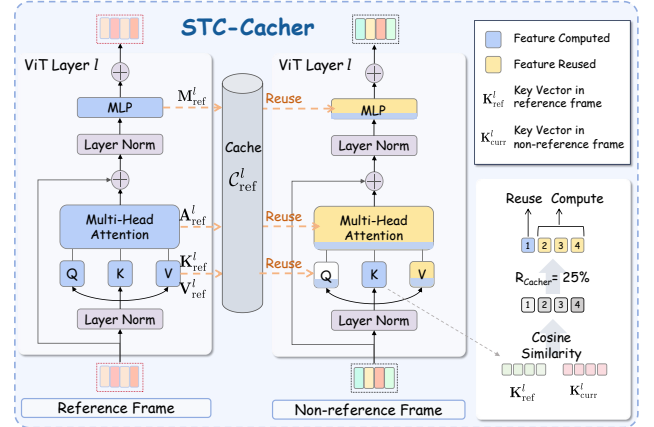 STC-Cacher
ViT Layer l
MLP
Layer Norm
Multi-Head
Attention
Q
K
V
Layer Norm
Reference Frame
M^l_ref
A^l_ref
K^l_ref
V^l_ref
Cache
C^l_ref
Reuse
Reuse
Reuse
ViT Layer l
MLP
Layer Norm
Multi-Head
Attention
Q
K
V
Layer Norm
Non-reference Frame
Feature Computed
Feature Reused
K^l_ref Key Vector in
reference frame
K^l_curr Key Vector in
non-reference frame
Reuse Compute
1 2 3 4
R_Cacher= 25%
1 2 3 4
Cosine
Similarity
K^l_ref K^l_curr